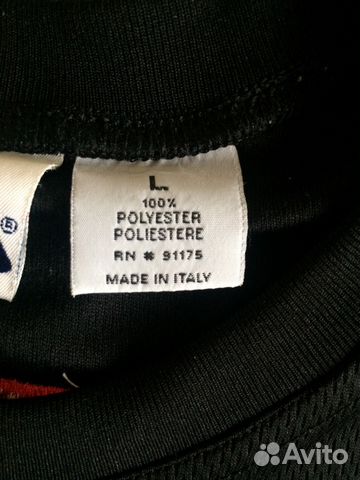 L
100%
POLYESTER
POLIESTERE
RN # 91175
MADE IN ITALY
®
Avito